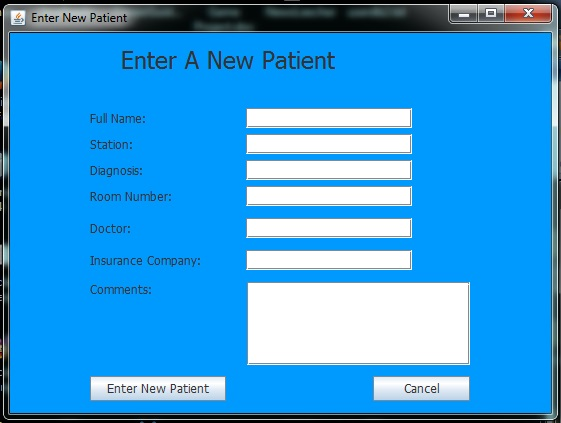 Enter New Patient
Enter A New Patient
Full Name:
Station:
Diagnosis:
Room Number:
Doctor:
Insurance Company:
Comments:
Enter New Patient Cancel